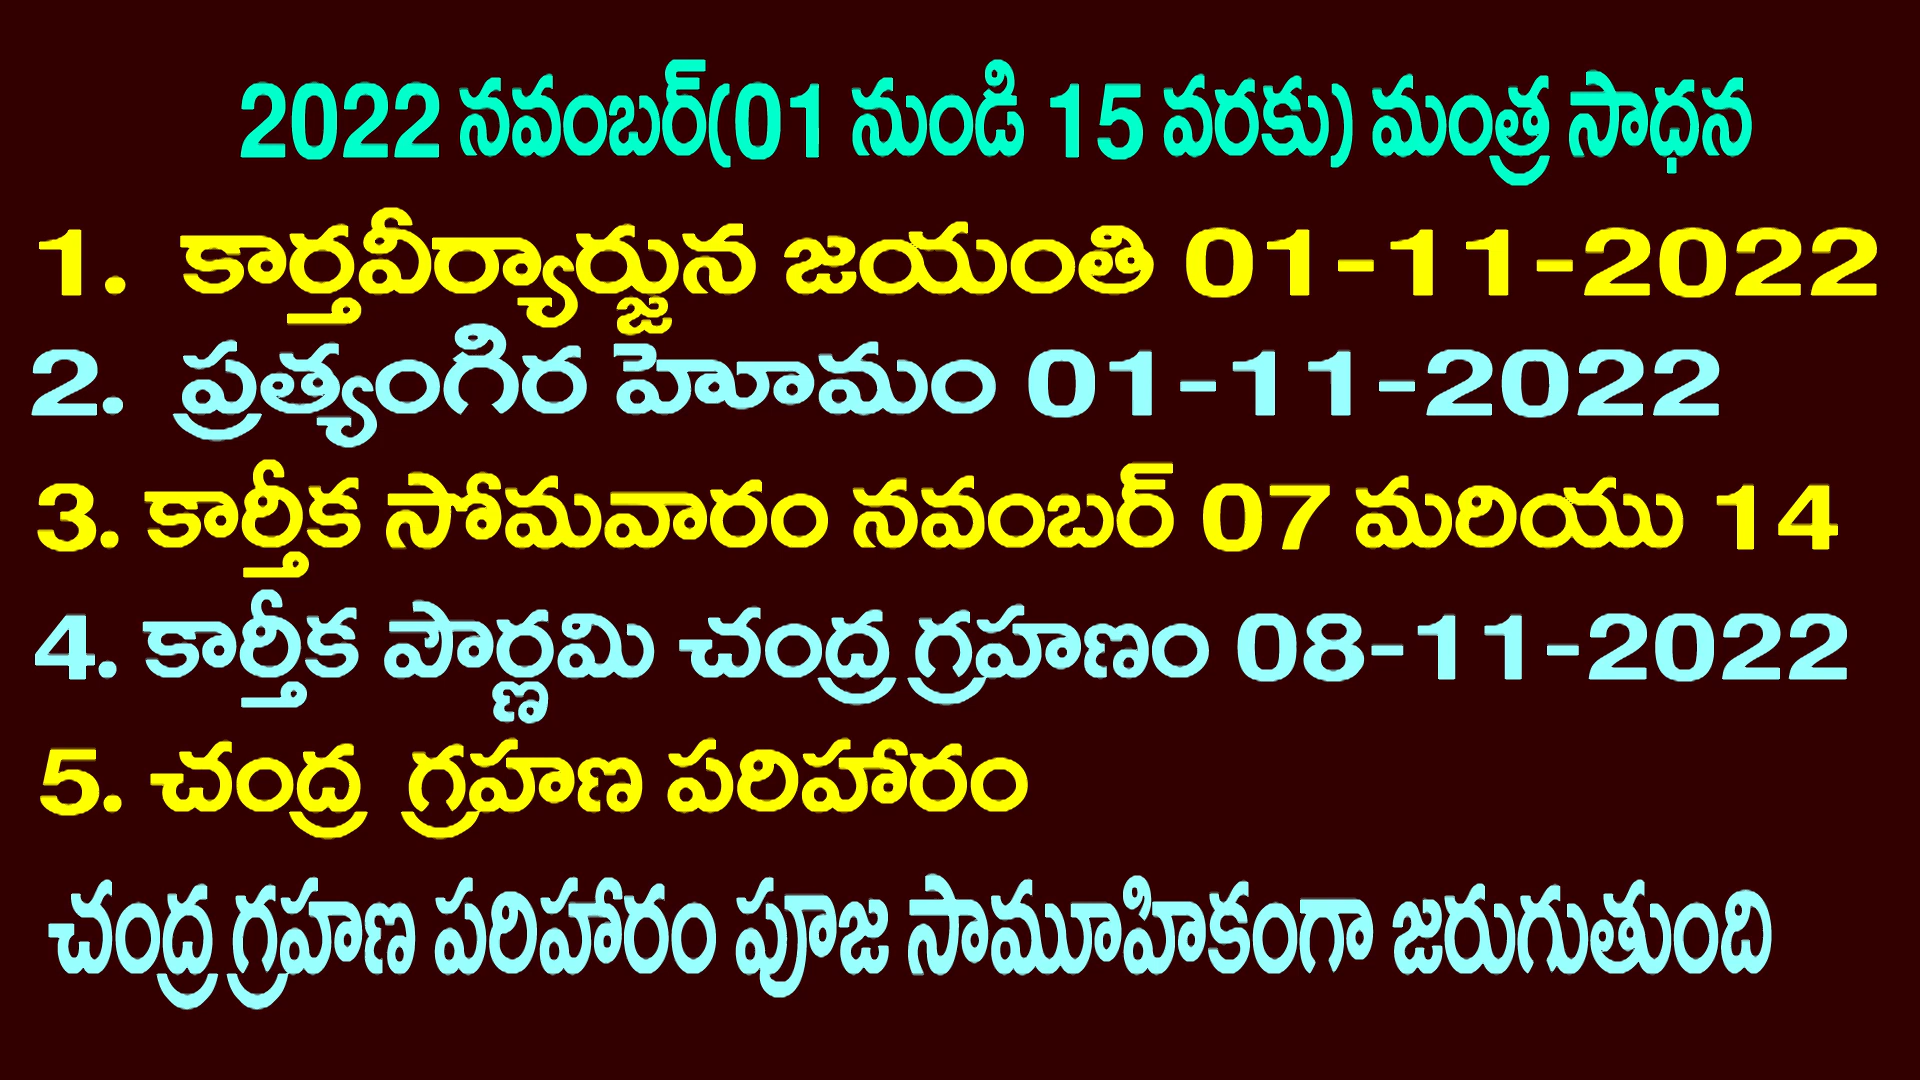 2022 నవంబర్(01 నుండి 15 వరకు) మంత్ర సాధన
1. కార్తవీర్యార్జున జయంతి 01-11-2022
2. ప్రత్యంగిర హెూమం 01-11-2022
3. కార్తీక సోమవారం నవంబర్ 07 మరియు 14
4. కార్తీక పౌర్ణమి చంద్ర గ్రహణం 08-11-2022
5. చంద్ర గ్రహణ పరిహారం
చంద్ర గ్రహణ పరిహారం పూజ సామూహికంగా జరుగుతుంది